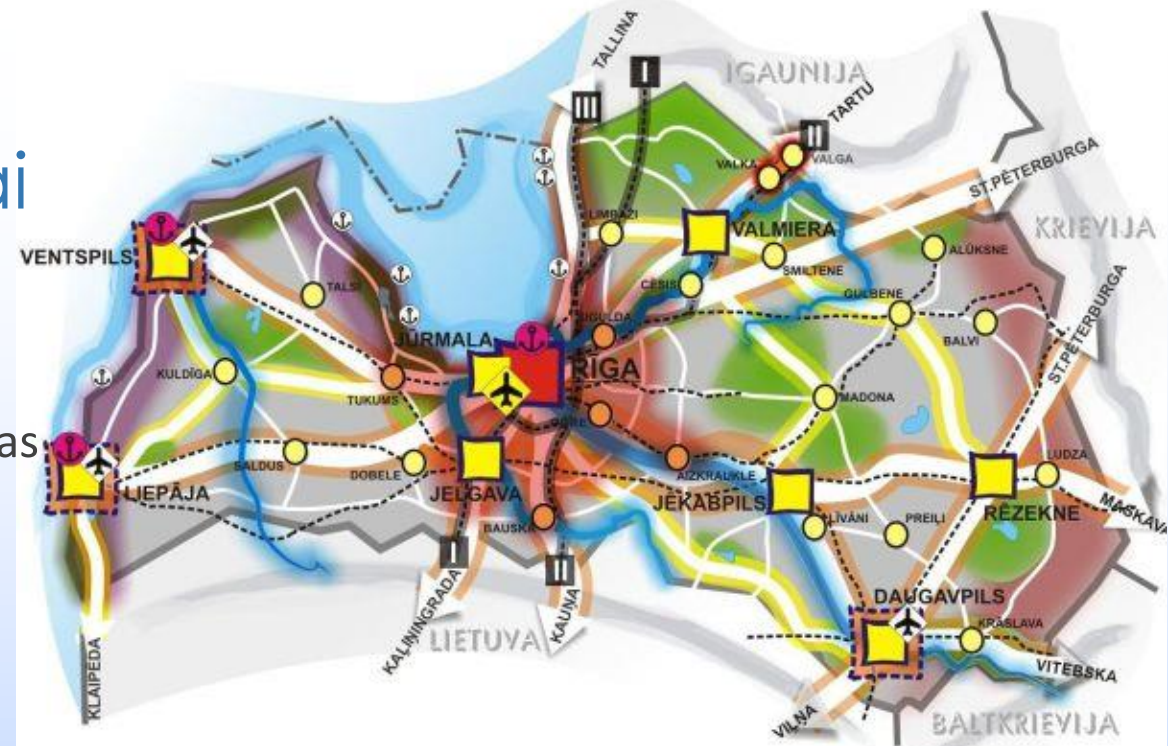 TALLINA
I
IGAUNIJA
III
II
TARTU
VALKA
VALGA
ST.PĒTERBURGA
KRIEVIJA
LIMBAŽI
VALMIERA
ALŪKSNE
SMILTENE
VENTSPILS
TALSI
CĒSIS
GULBENE
ST.PĒTERBURGA
JŪRMALA
SIGULDA
BALVI
RĪGA
KULDĪGA
TUKUMS
MADONA
OGRE
as
SALDUS
DOBELE
AIZKRAUKLE
LUDZA
LIEPĀJA
JELGAVA
JĒKABPILS
RĒZEKNE
MASKAVA
BAUSKA
LĪVĀNI
PREIĻI
I
II
KAĻIŅINGRADA
LIETUVA
KAUŅA
DAUGAVPILS
KRĀSLAVA
KLAIPĒDA
VITEBSKA
VIĻŅA
BALTKRIEVIJA